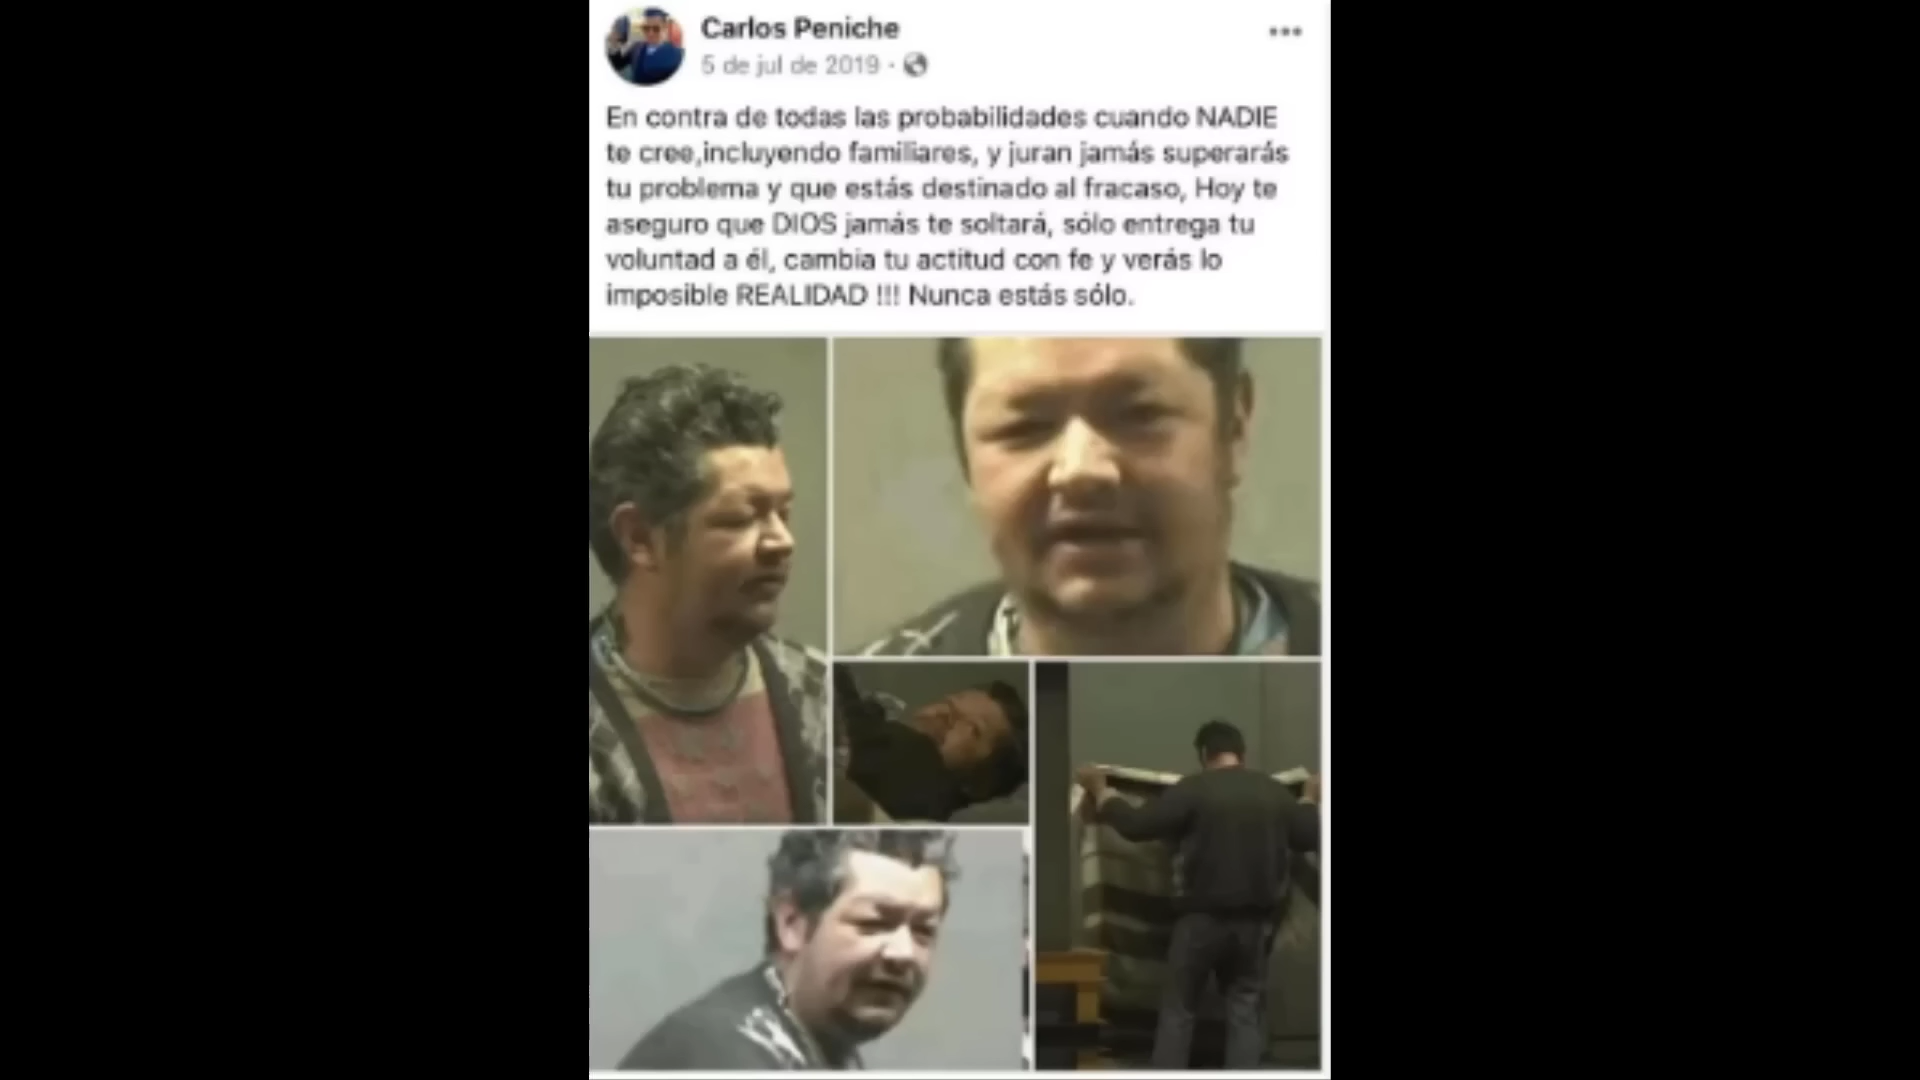 Carlos Peniche
5 de jul de 2019 ·
En contra de todas las probabilidades cuando NADIE
te cree,incluyendo familiares, y juran jamás superarás
tu problema y que estás destinado al fracaso, Hoy te
aseguro que DIOS jamás te soltará, sólo entrega tu
voluntad a él, cambia tu actitud con fe y verás lo
imposible REALIDAD !!! Nunca estás sólo.